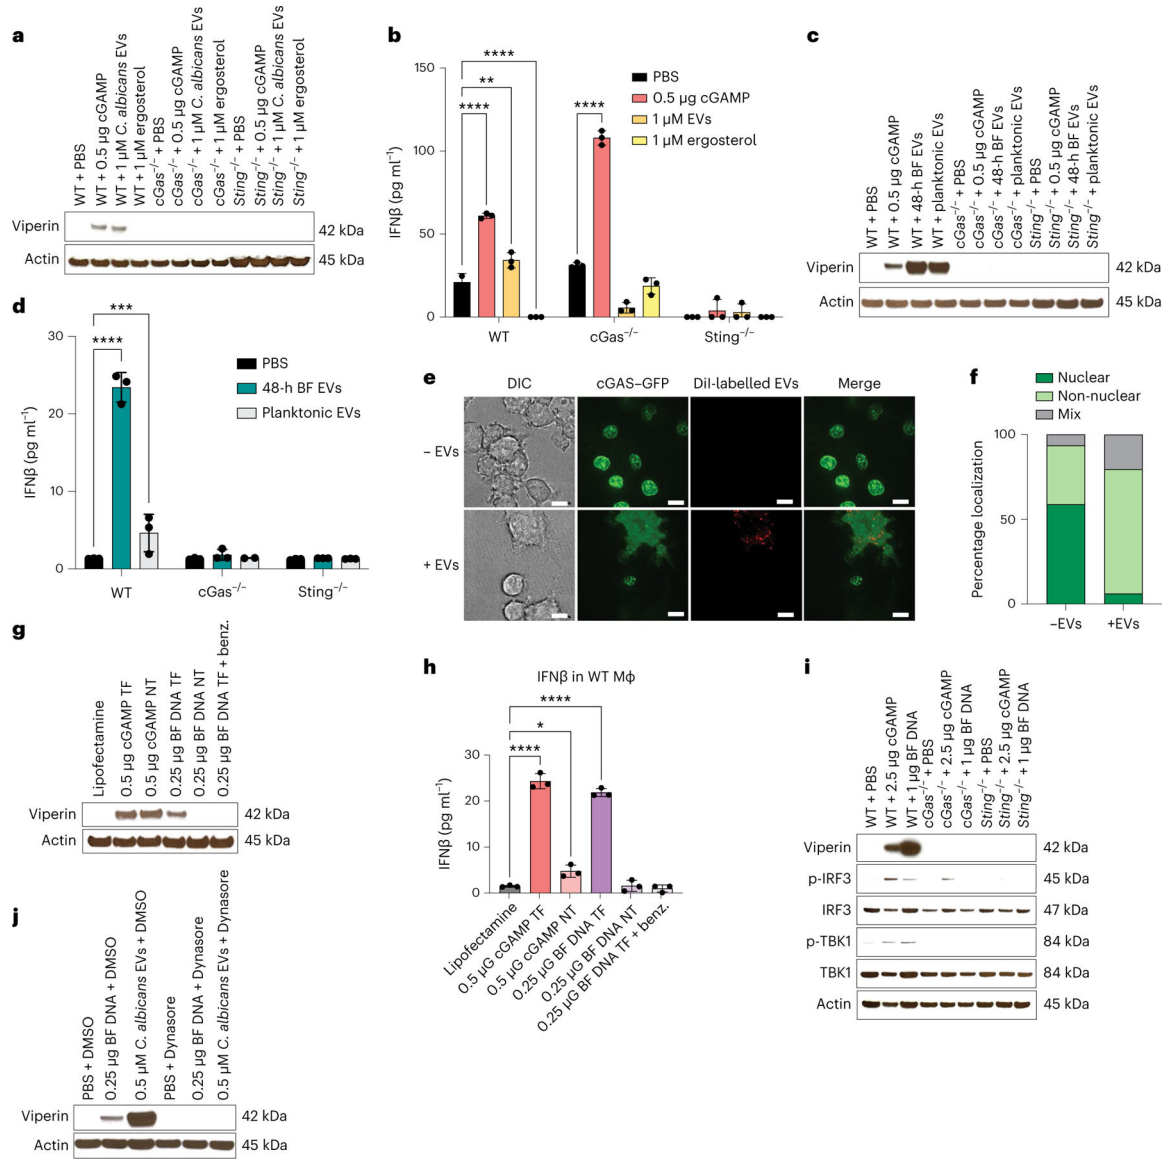 a
WT + PBS
WT + 0.5 µg cGAMP
WT + 1 µM C. albicans EVs
WT + 1 µM ergosterol
cGas−/− + PBS
cGas−/− + 0.5 µg cGAMP
cGas−/− + 1 µM C. albicans EVs
cGas−/− + 1 µM ergosterol
Sting−/− + PBS
Sting−/− + 0.5 µg cGAMP
Sting−/− + 1 µM C. albicans EVs
Sting−/− + 1 µM ergosterol
Viperin 42 kDa
Actin 45 kDa
b
****
**
****
****
150
100
50
0
IFNβ (pg ml−1)
PBS
0.5 µg cGAMP
1 µM EVs
1 µM ergosterol
WT cGas−/− Sting−/−
c
WT + PBS
WT + 0.5 µg cGAMP
WT + 48-h BF EVs
WT + planktonic EVs
cGas−/− + PBS
cGas−/− + 0.5 µg cGAMP
cGas−/− + 48-h BF EVs
cGas−/− + planktonic EVs
Sting−/− + PBS
Sting−/− + 0.5 µg cGAMP
Sting−/− + 48-h BF EVs
Sting−/− + planktonic EVs
Viperin 42 kDa
Actin 45 kDa
d
***
****
30
20
10
0
IFNβ (pg ml−1)
PBS
48-h BF EVs
Planktonic EVs
WT cGas−/− Sting−/−
e
DIC cGAS–GFP DiI-labelled EVs Merge
– EVs
+ EVs
f
Nuclear
Non-nuclear
Mix
100
50
0
Percentage localization
–EVs +EVs
g
Lipofectamine
0.5 µg cGAMP TF
0.5 µg cGAMP NT
0.25 µg BF DNA TF
0.25 µg BF DNA NT
0.25 µg BF DNA TF + benz.
Viperin 42 kDa
Actin 45 kDa
h
IFNβ in WT Mϕ
****
*
****
30
20
10
0
IFNβ (pg ml−1)
Lipofectamine
0.5 µG cGAMP TF
0.5 µG cGAMP NT
0.25 µG BF DNA TF
0.25 µG BF DNA NT
0.25 µG BF DNA TF + benz.
i
WT + PBS
WT + 2.5 µg cGAMP
WT + 1 µg BF DNA
cGas−/− + PBS
cGas−/− + 2.5 µg cGAMP
cGas−/− + 1 µg BF DNA
Sting−/− + PBS
Sting−/− + 2.5 µg cGAMP
Sting−/− + 1 µg BF DNA
Viperin 42 kDa
p-IRF3 45 kDa
IRF3 47 kDa
p-TBK1 84 kDa
TBK1 84 kDa
Actin 45 kDa
j
PBS + DMSO
0.25 µg BF DNA + DMSO
0.5 µM C. albicans EVs + DMSO
PBS + Dynasore
0.25 µg BF DNA + Dynasore
0.5 µM C. albicans EVs + Dynasore
Viperin 42 kDa
Actin 45 kDa